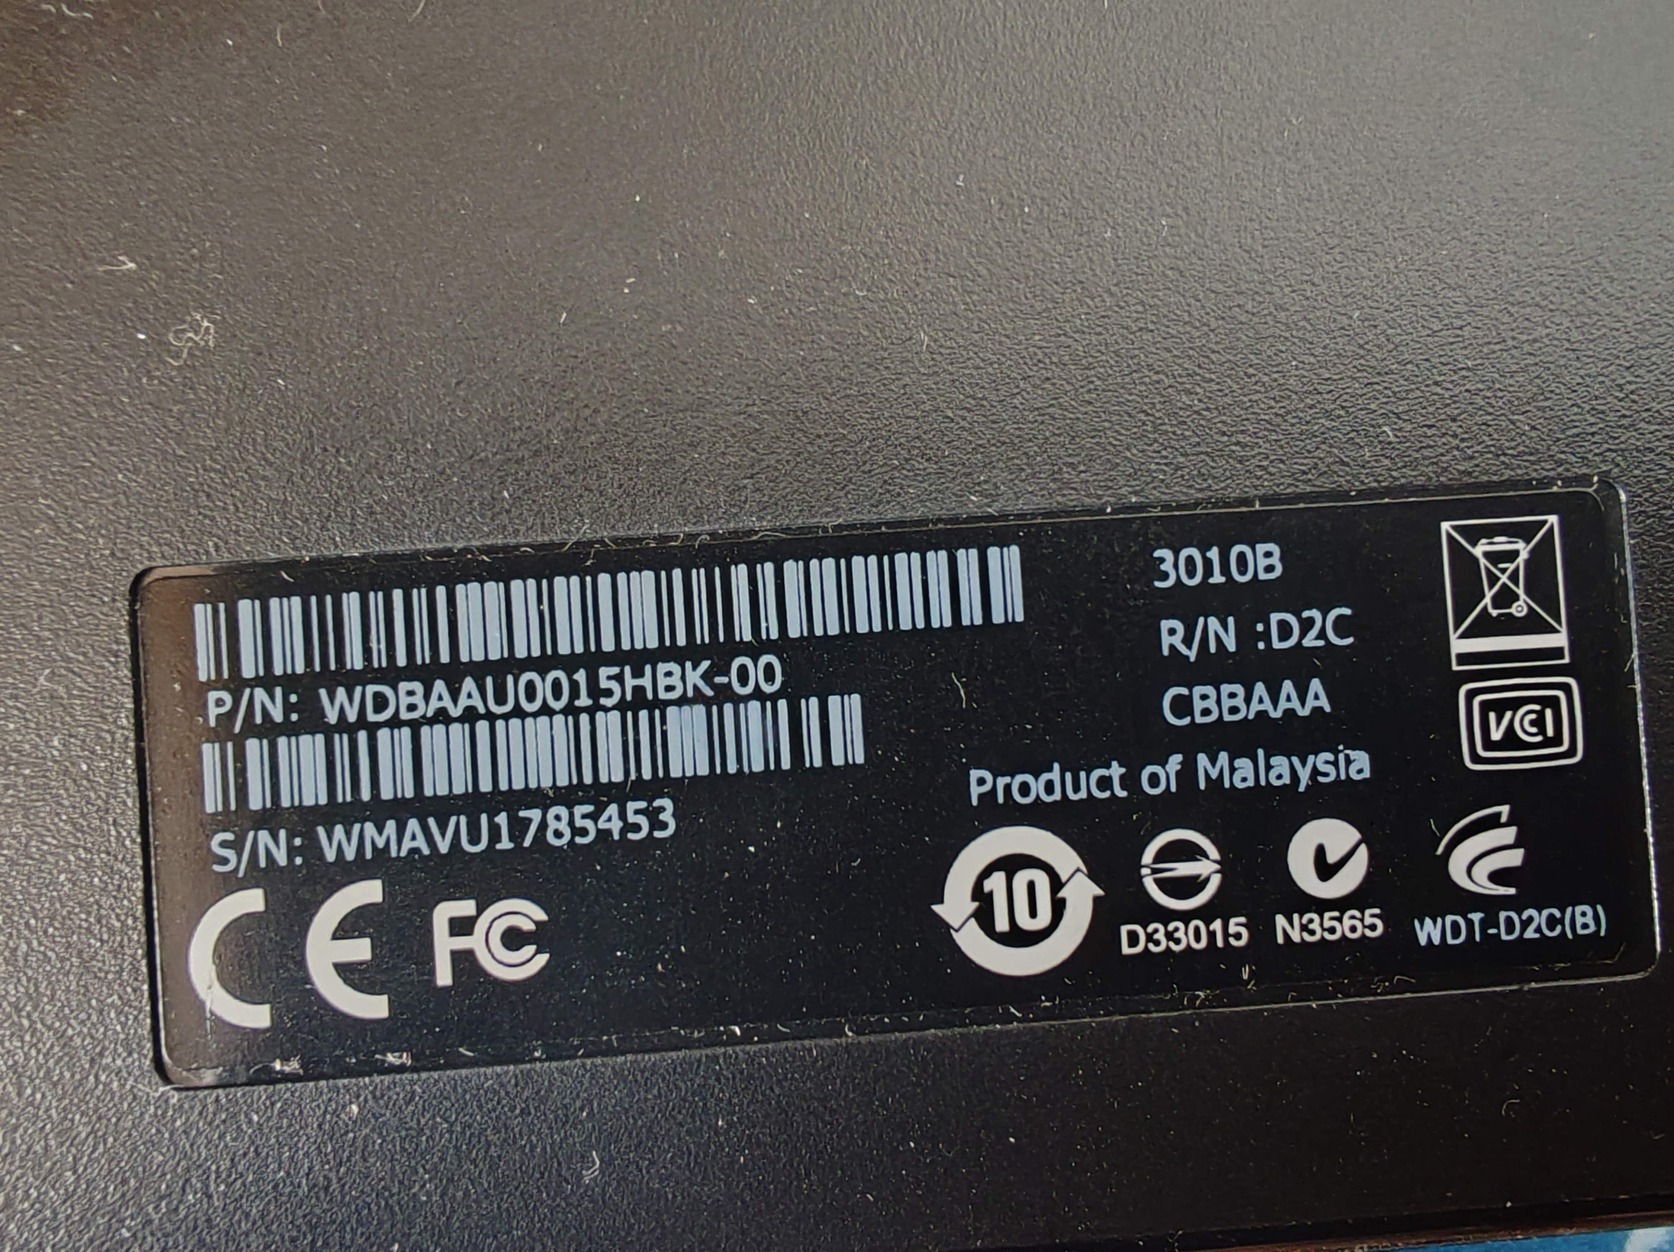 P/N: WDBAAU0015HBK-00
S/N: WMAVU1785453
CE FC
3010B
R/N :D2C
CBBAAA
Product of Malaysia
VCI
10
D33015
N3565
WDT-D2C(B)